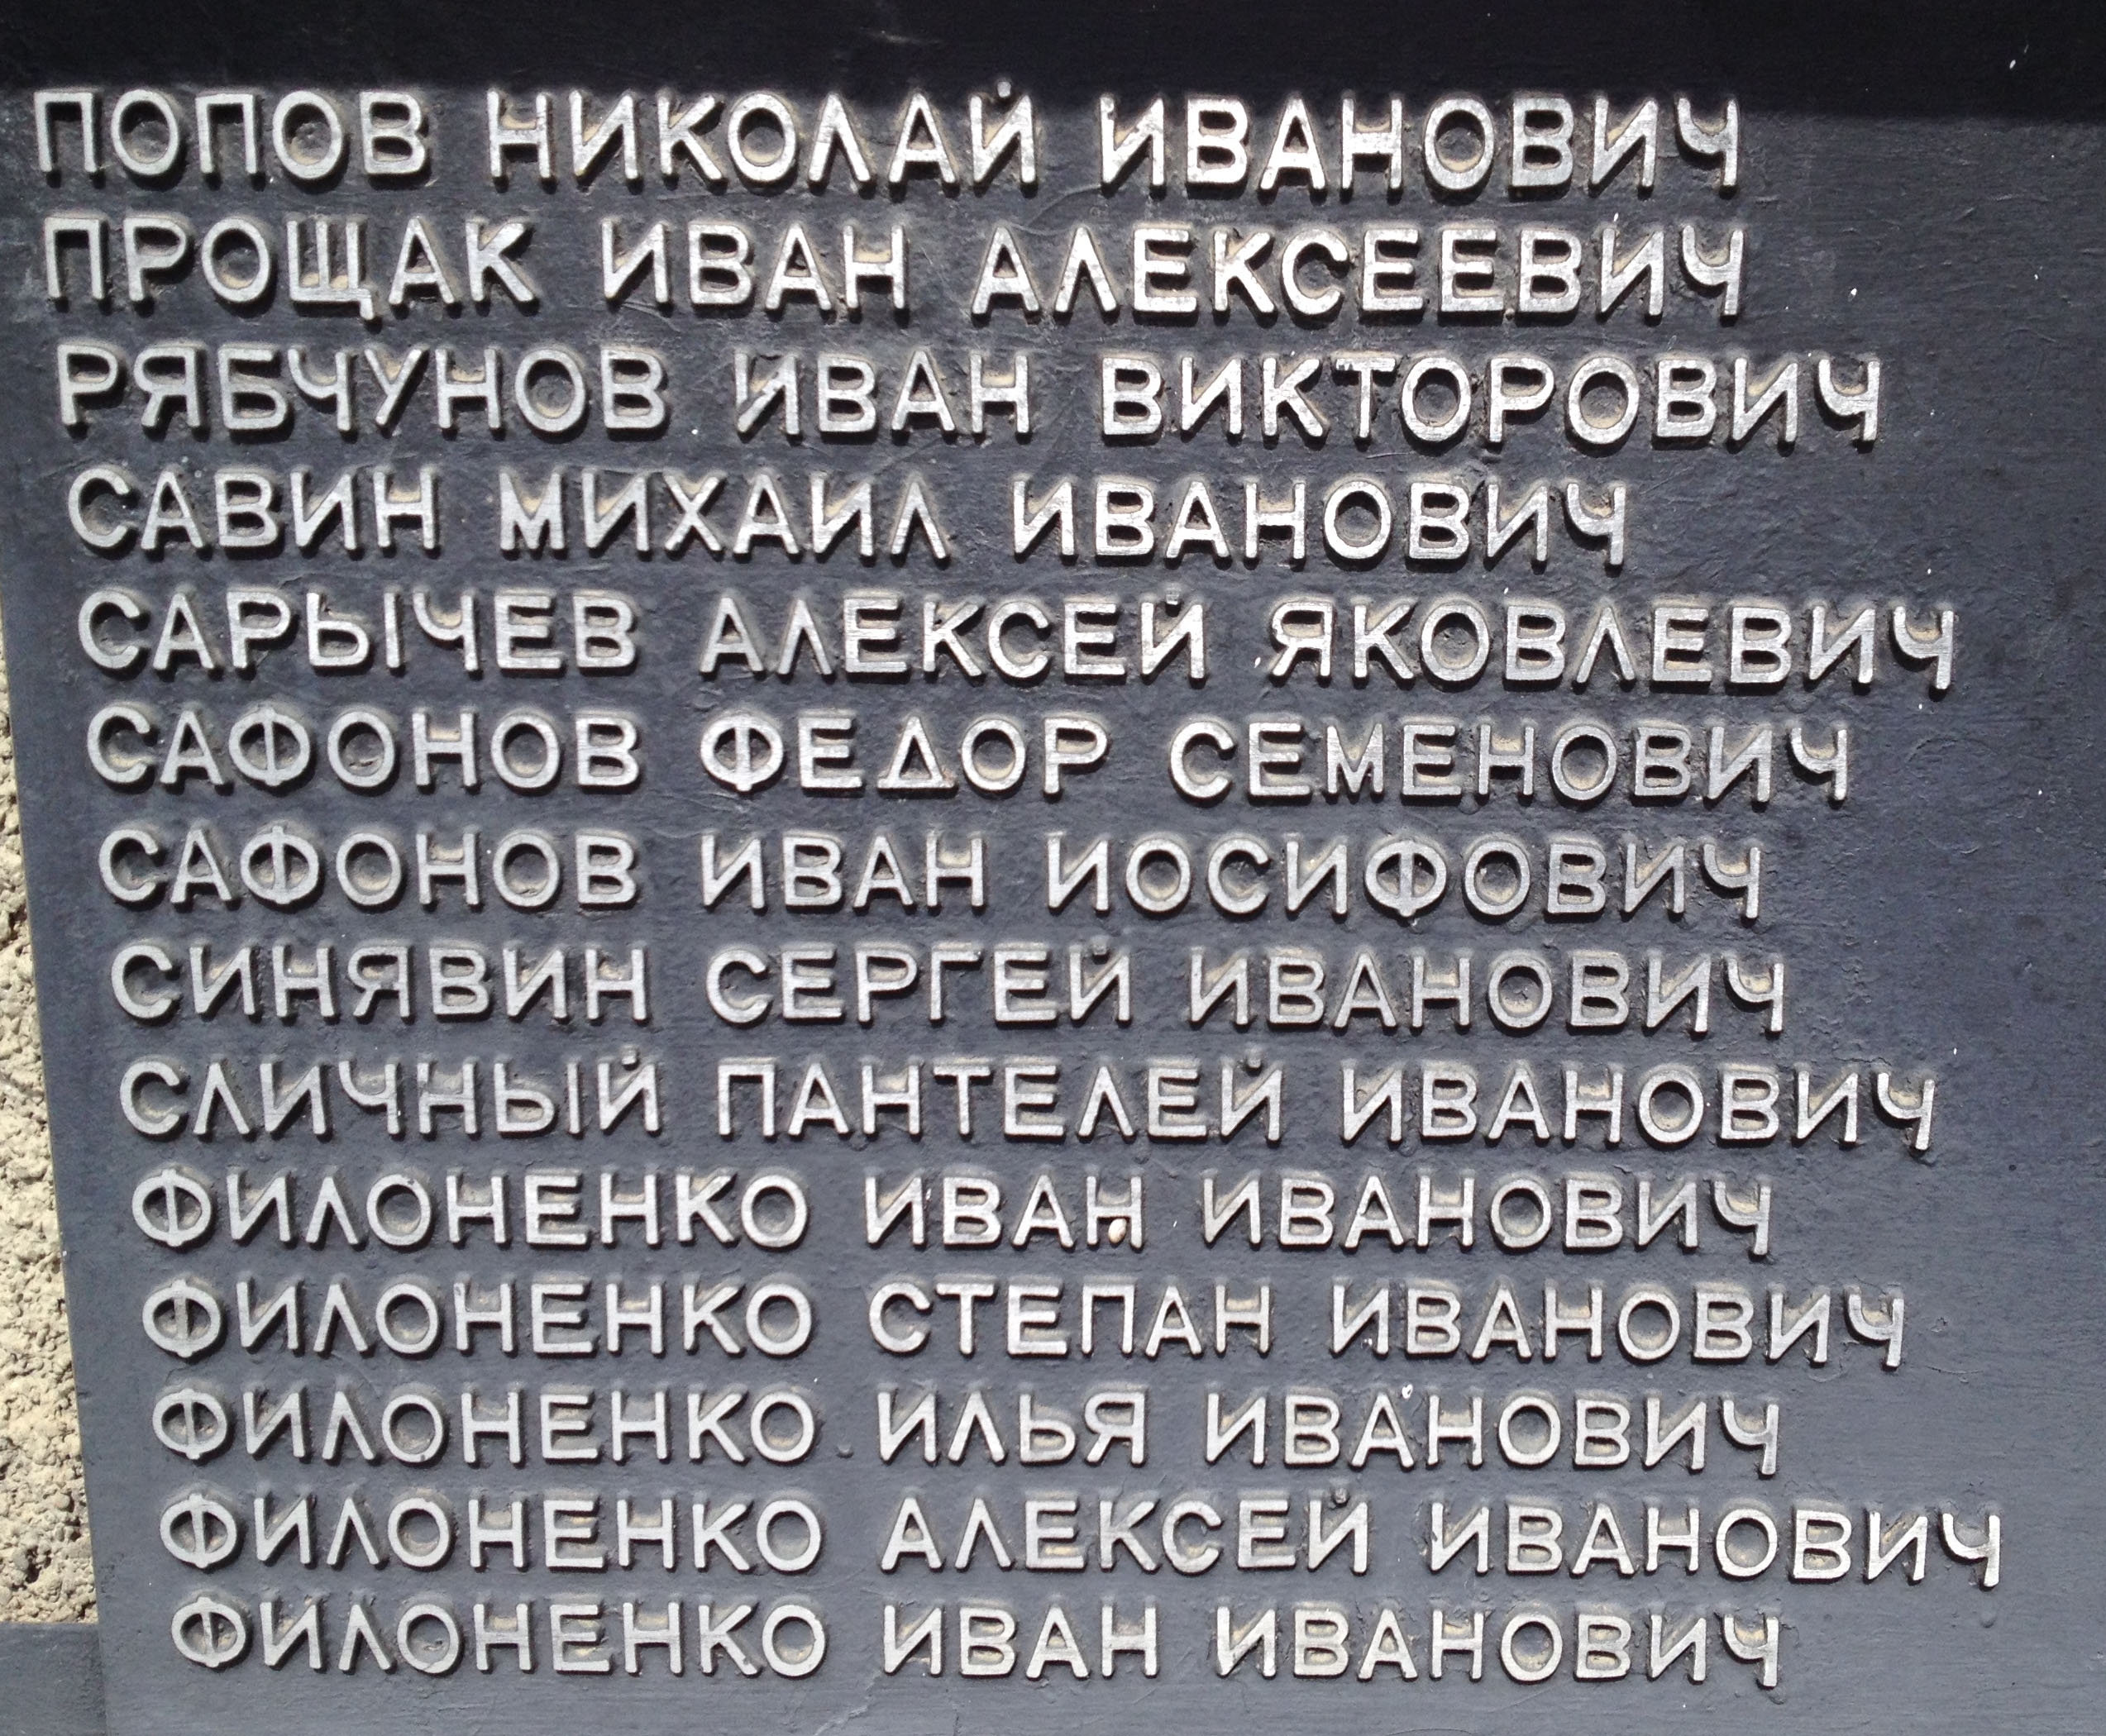 ПОПОВ НИКОЛАЙ ИВАНОВИЧ
ПРОЩАК ИВАН АЛЕКСЕЕВИЧ
РЯБЧУНОВ ИВАН ВИКТОРОВИЧ
САВИН МИХАИЛ ИВАНОВИЧ
САРЫЧЕВ АЛЕКСЕЙ ЯКОВЛЕВИЧ
САФОНОВ ФЕДОР СЕМЕНОВИЧ
САФОНОВ ИВАН ИОСИФОВИЧ
СИНЯВИН СЕРГЕЙ ИВАНОВИЧ
СЛИЧНЫЙ ПАНТЕЛЕЙ ИВАНОВИЧ
ФИЛОНЕНКО ИВАН ИВАНОВИЧ
ФИЛОНЕНКО СТЕПАН ИВАНОВИЧ
ФИЛОНЕНКО ИЛЬЯ ИВАНОВИЧ
ФИЛОНЕНКО АЛЕКСЕЙ ИВАНОВИЧ
ФИЛОНЕНКО ИВАН ИВАНОВИЧ